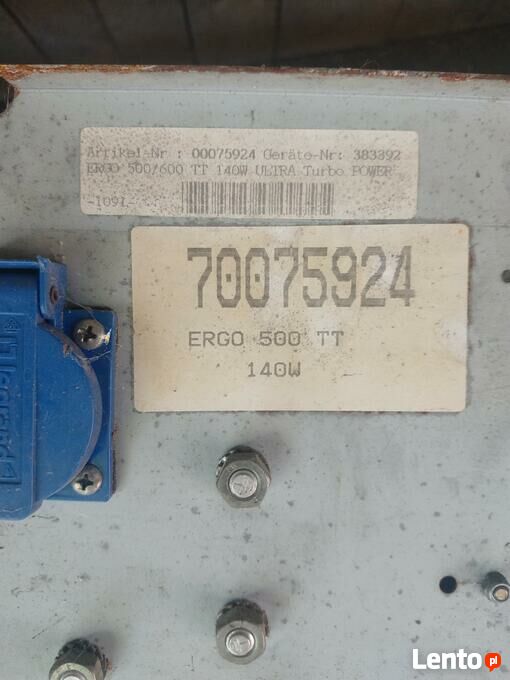 Artikel-Nr : 00075924 Geräte-Nr: 383392
ERGO 500/600 TT 140W ULTRA Turbo POWER
-1091-
70075924
ERGO 500 TT
140W
legrand
Lento.pl